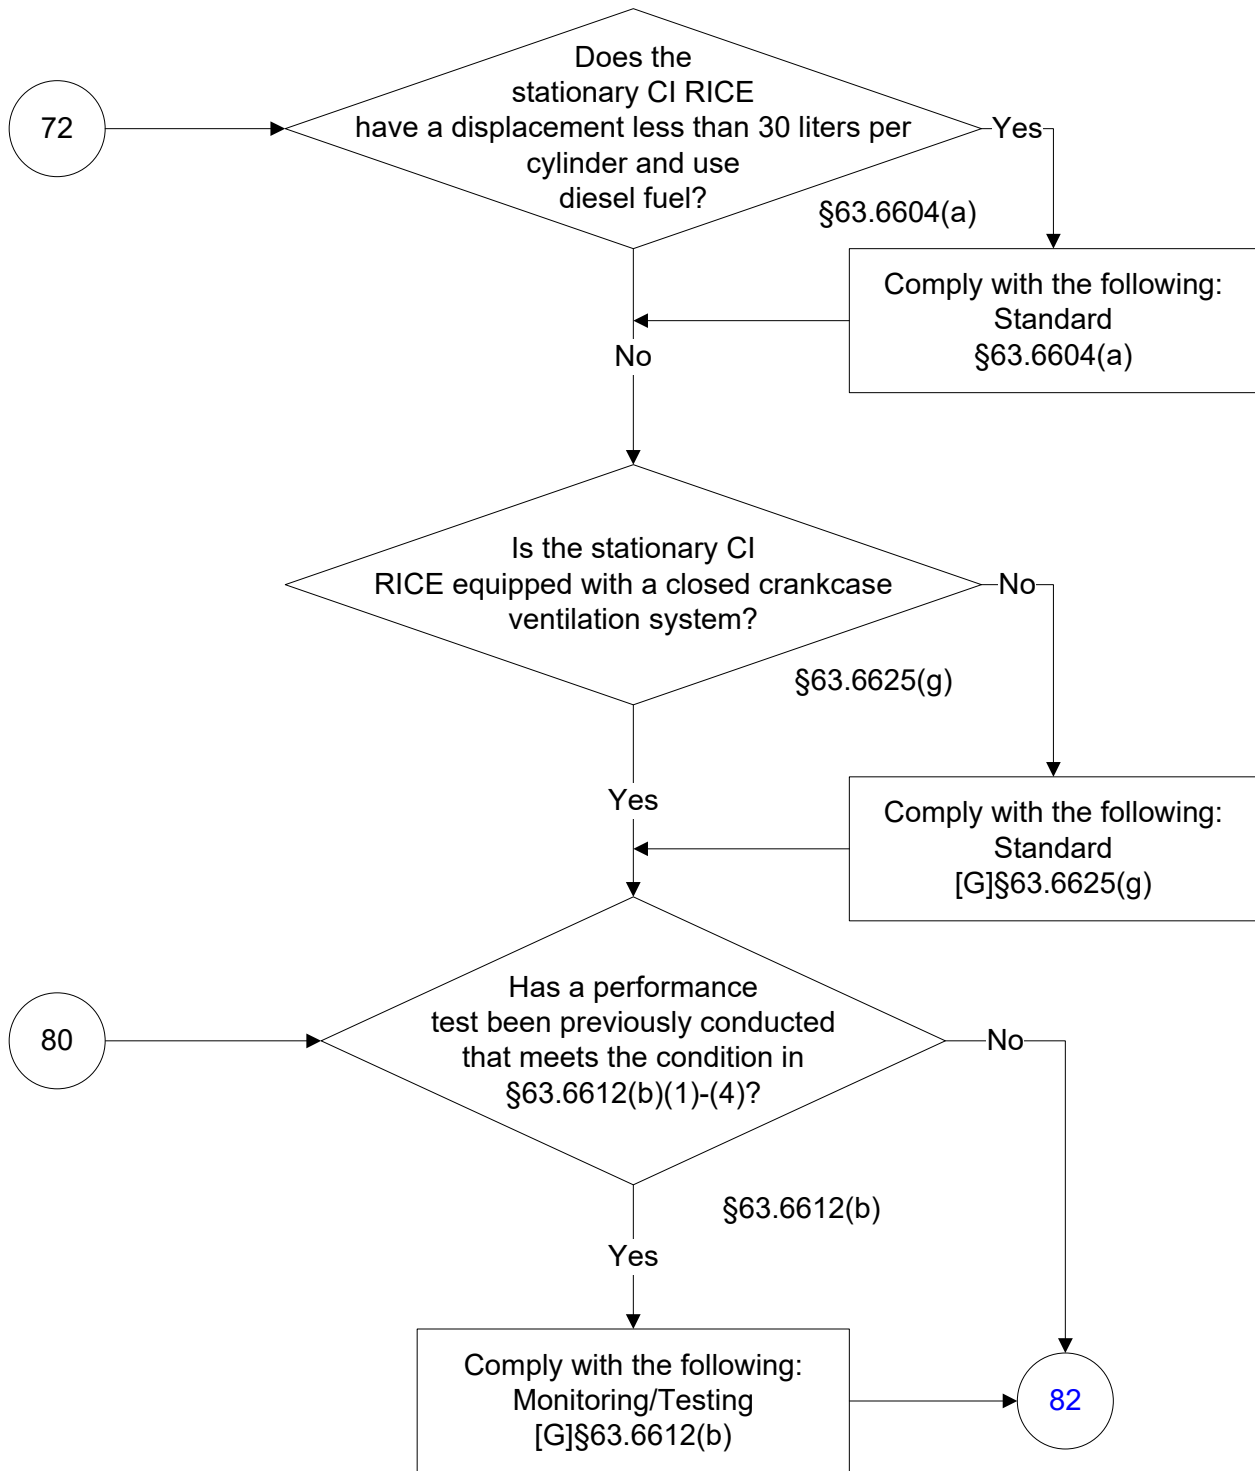 Does the
stationary CI RICE
have a displacement less than 30 liters per
cylinder and use
diesel fuel?
72
Yes
§63.6604(a)
Comply with the following:
Standard
§63.6604(a)
No
Is the stationary CI
RICE equipped with a closed crankcase
ventilation system?
No
§63.6625(g)
Yes
Comply with the following:
Standard
[G]§63.6625(g)
80
Has a performance
test been previously conducted
that meets the condition in
§63.6612(b)(1)-(4)?
No
§63.6612(b)
Yes
Comply with the following:
Monitoring/Testing
[G]§63.6612(b)
82